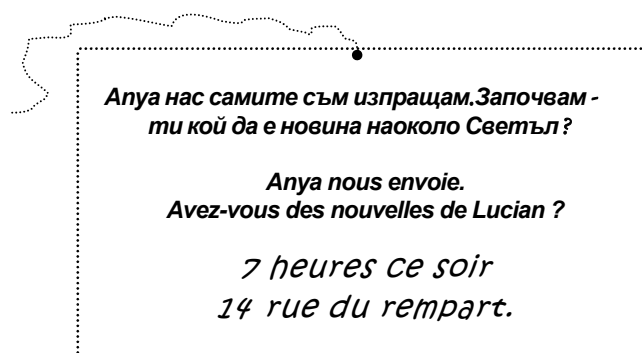 Anya нас самите съм изпращам.Започвам -
ти кой да е новина наоколо Светъл?
Anya nous envoie.
Avez-vous des nouvelles de Lucian ?
7 heures ce soir
14 rue du rempart.